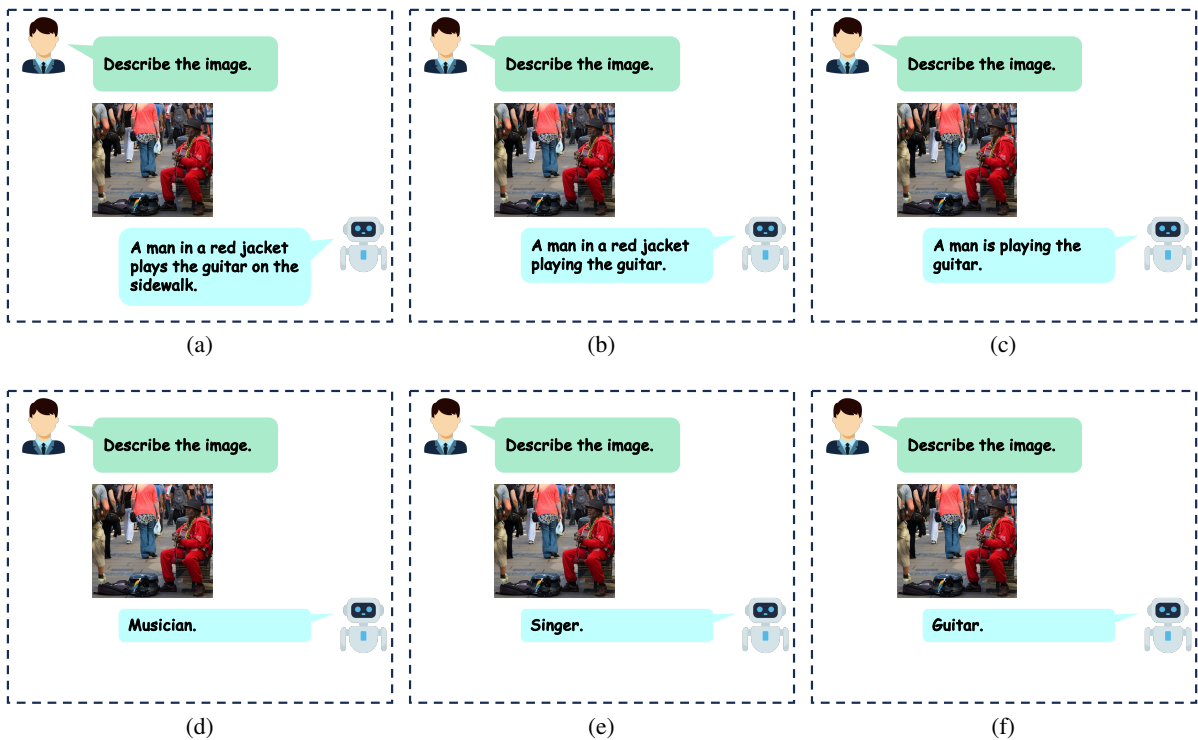 Describe the image.
A man in a red jacket
plays the guitar on the
sidewalk.
(a)
Describe the image.
A man in a red jacket
playing the guitar.
(b)
Describe the image.
A man is playing the
guitar.
(c)
Describe the image.
Musician.
(d)
Describe the image.
Singer.
(e)
Describe the image.
Guitar.
(f)